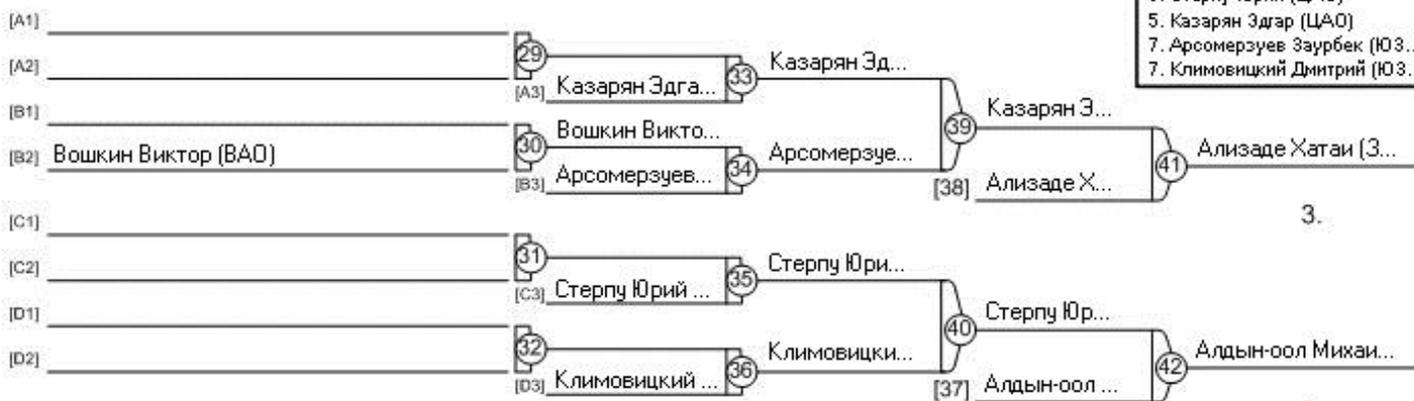 5. Казарян Эдгар (ЦАО)
7. Арсомерзуев Заурбек (ЮЗ...
7. Климовицкий Дмитрий (ЮЗ...
[A1]
[A2]
29
[A3] Казарян Эдга...
33
Казарян Эд...
[B1]
[B2] Вошкин Виктор (ВАО)
30
Вошкин Викто...
[B3] Арсомерзуев...
34
Арсомерзуе...
39
Казарян Э...
[38] Ализаде Х...
41
Ализаде Хатаи (З...
3.
[C1]
[C2]
31
[C3] Стерпу Юрий ...
35
Стерпу Юри...
[D1]
[D2]
32
[D3] Климовицкий ...
36
Климовицки...
40
Стерпу Юр...
[37] Алдын-оол ...
42
Алдын-оол Михаи...